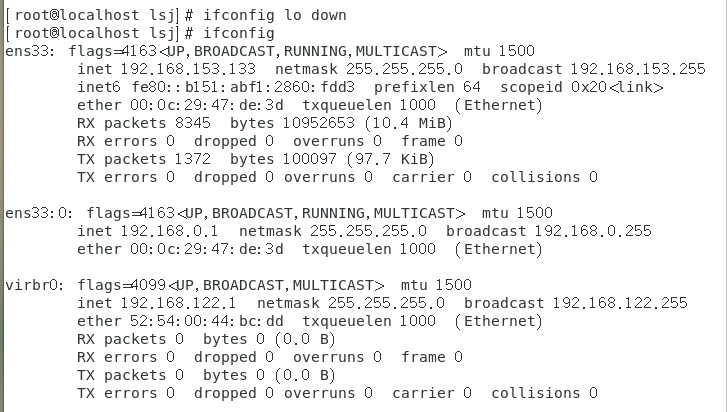 [root@localhost lsj]# ifconfig lo down
[root@localhost lsj]# ifconfig
ens33: flags=4163<UP,BROADCAST,RUNNING,MULTICAST>  mtu 1500
        inet 192.168.153.133  netmask 255.255.255.0  broadcast 192.168.153.255
        inet6 fe80::b151:abf1:2860:fdd3  prefixlen 64  scopeid 0x20<link>
        ether 00:0c:29:47:de:3d  txqueuelen 1000  (Ethernet)
        RX packets 8345  bytes 10952653 (10.4 MiB)
        RX errors 0  dropped 0  overruns 0  frame 0
        TX packets 1372  bytes 100097 (97.7 KiB)
        TX errors 0  dropped 0 overruns 0  carrier 0  collisions 0

ens33:0: flags=4163<UP,BROADCAST,RUNNING,MULTICAST>  mtu 1500
        inet 192.168.0.1  netmask 255.255.255.0  broadcast 192.168.0.255
        ether 00:0c:29:47:de:3d  txqueuelen 1000  (Ethernet)

virbr0: flags=4099<UP,BROADCAST,MULTICAST>  mtu 1500
        inet 192.168.122.1  netmask 255.255.255.0  broadcast 192.168.122.255
        ether 52:54:00:44:bc:dd  txqueuelen 1000  (Ethernet)
        RX packets 0  bytes 0 (0.0 B)
        RX errors 0  dropped 0  overruns 0  frame 0
        TX packets 0  bytes 0 (0.0 B)
        TX errors 0  dropped 0 overruns 0  carrier 0  collisions 0